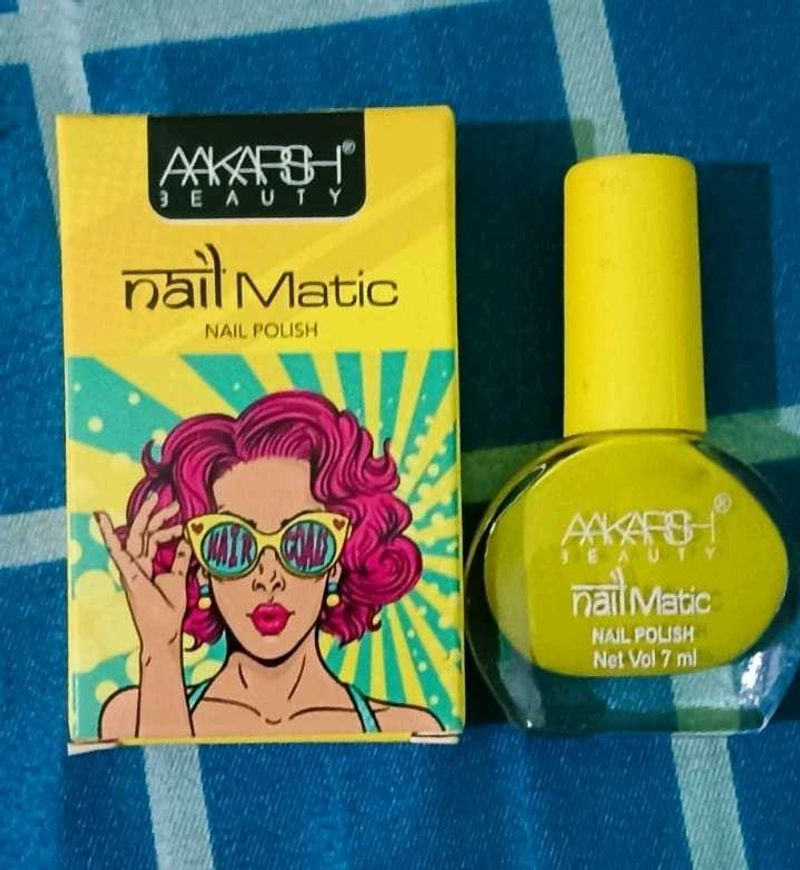 AAKARSH®
BEAUTY
nail Matic
NAIL POLISH
HAIR GOALS
AAKARSH®
BEAUTY
nail Matic
NAIL POLISH
Net Vol 7 ml